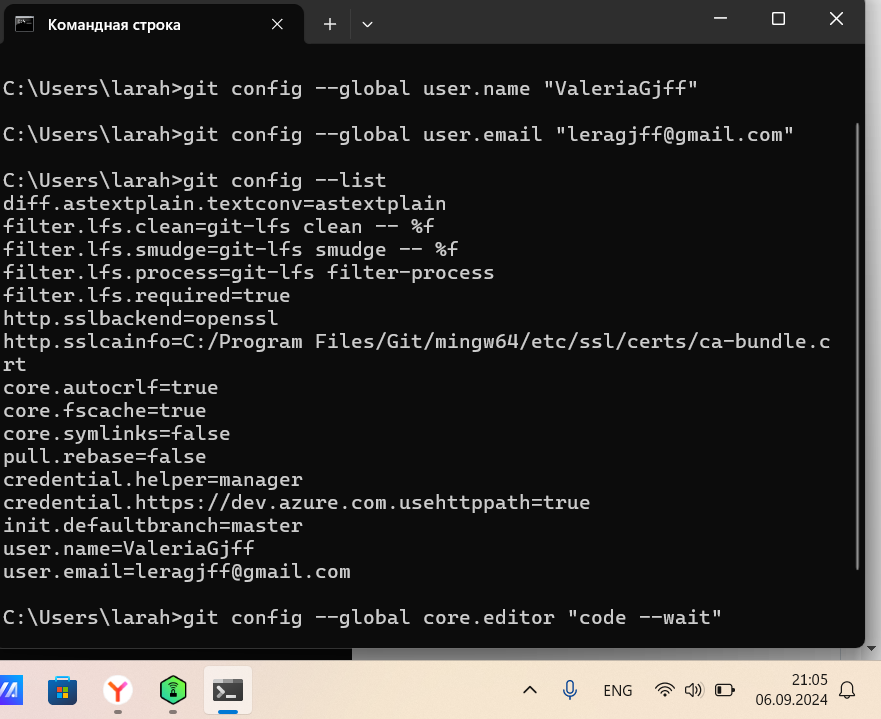 Командная строка
C:\Users\larah>git config --global user.name "ValeriaGjff"
C:\Users\larah>git config --global user.email "leragjff@gmail.com"
C:\Users\larah>git config --list
diff.astextplain.textconv=astextplain
filter.lfs.clean=git-lfs clean -- %f
filter.lfs.smudge=git-lfs smudge -- %f
filter.lfs.process=git-lfs filter-process
filter.lfs.required=true
http.sslbackend=openssl
http.sslcainfo=C:/Program Files/Git/mingw64/etc/ssl/certs/ca-bundle.c
rt
core.autocrlf=true
core.fscache=true
core.symlinks=false
pull.rebase=false
credential.helper=manager
credential.https://dev.azure.com.usehttppath=true
init.defaultbranch=master
user.name=ValeriaGjff
user.email=leragjff@gmail.com
C:\Users\larah>git config --global core.editor "code --wait"
ENG
21:05
06.09.2024